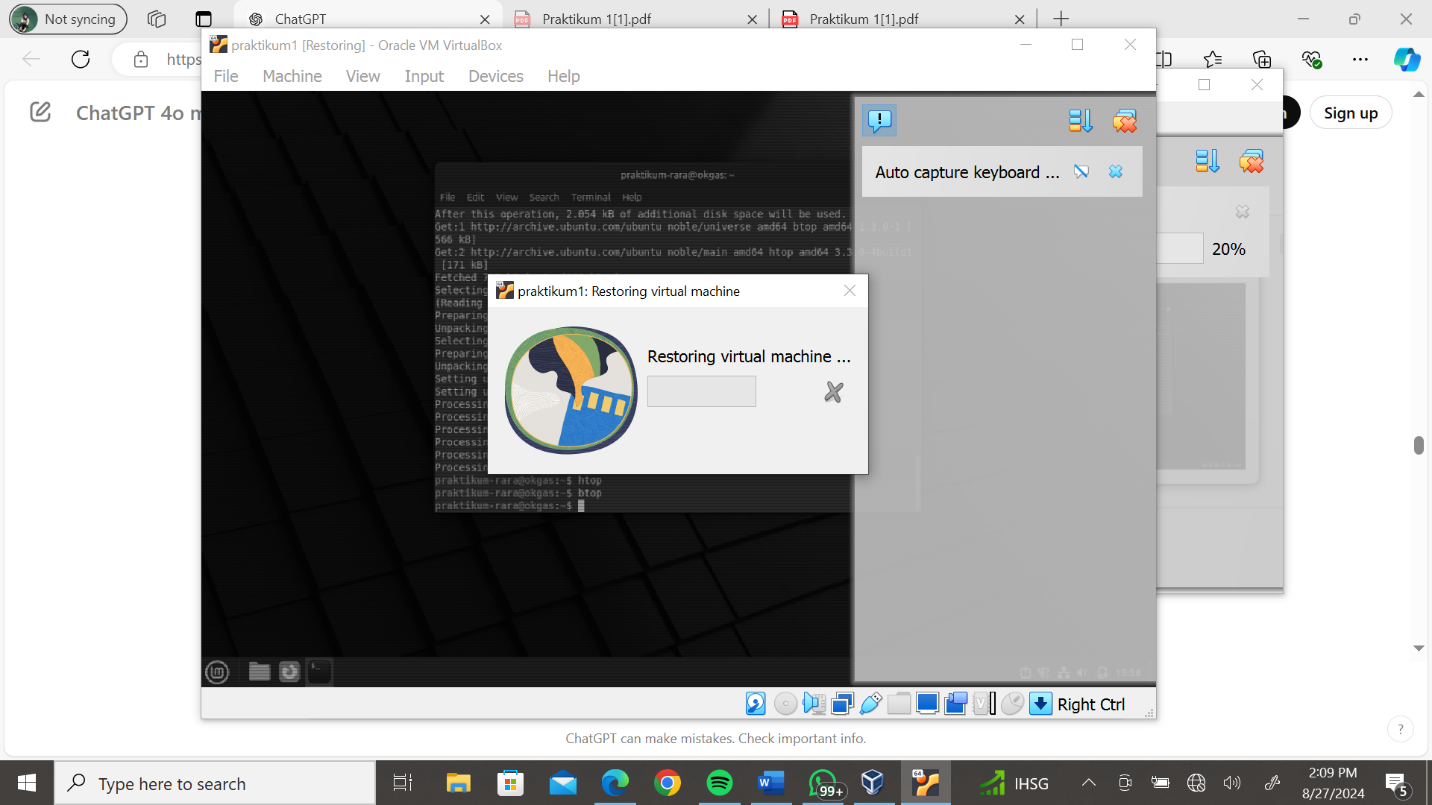 Not syncing
ChatGPT
Praktikum 1[1].pdf
Praktikum 1[1].pdf
https
praktikum1 [Restoring] - Oracle VM VirtualBox
File Machine View Input Devices Help
ChatGPT 4o m
Sign up
Auto capture keyboard ...
20%
praktikum-rara@okgas: ~
File Edit View Search Terminal Help
After this operation, 2.054 kB of additional disk space will be used.
Get:1 http://archive.ubuntu.com/ubuntu noble/universe amd64 btop amd64 1.3.0-1 [
566 kB]
Get:2 http://archive.ubuntu.com/ubuntu noble/main amd64 htop amd64 3.3.0-4build1
[171 kB]
Fetched
Selecting
(Reading
Preparing
Unpacking
Selecting
Preparing
Unpacking
Setting u
Setting u
Processin
Processin
Processin
Processin
Processin
Processin
praktikum-rara@okgas:~$ htop
praktikum-rara@okgas:~$ btop
praktikum-rara@okgas:~$
praktikum1: Restoring virtual machine
Restoring virtual machine ...
Right Ctrl
ChatGPT can make mistakes. Check important info.
?
Type here to search
99+
64
IHSG
2:09 PM
8/27/2024
5